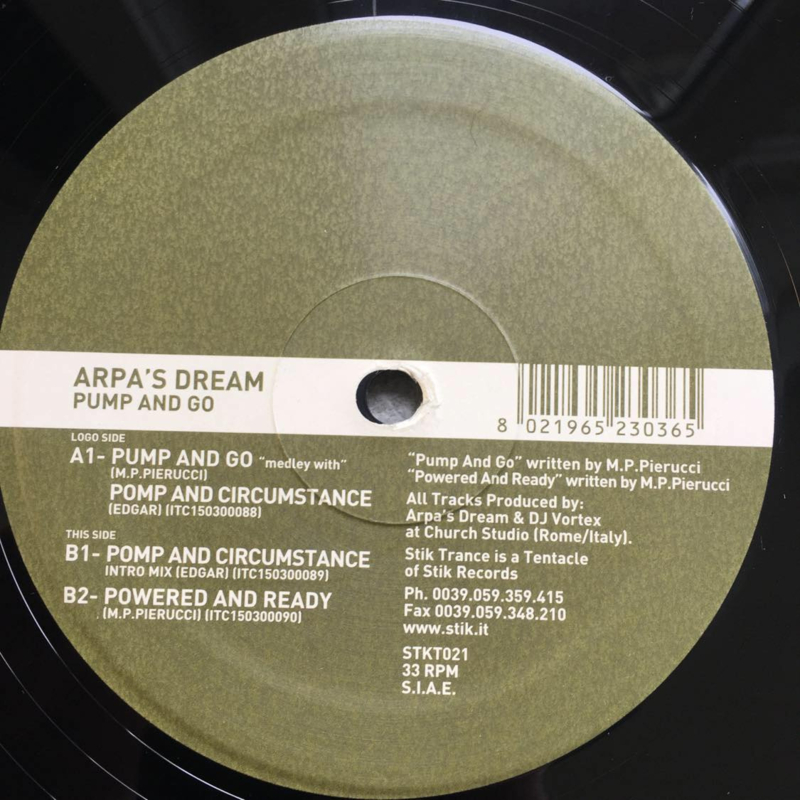 ARPA'S DREAM
PUMP AND GO
8 021965 230365
LOGO SIDE
A1- PUMP AND GO "medley with"
(M.P.PIERUCCI)
POMP AND CIRCUMSTANCE
(EDGAR) (ITC150300088)
THIS SIDE
B1- POMP AND CIRCUMSTANCE
INTRO MIX (EDGAR) (ITC150300089)
B2- POWERED AND READY
(M.P.PIERUCCI) (ITC150300090)
"Pump And Go" written by M.P.Pierucci
"Powered And Ready" written by M.P.Pierucci
All Tracks Produced by:
Arpa's Dream & DJ Vortex
at Church Studio (Rome/Italy).
Stik Trance is a Tentacle
of Stik Records
Ph. 0039.059.359.415
Fax 0039.059.348.210
www.stik.it
STKT021
33 RPM
S.I.A.E.